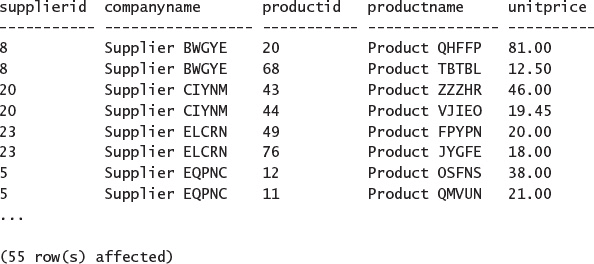 supplierid  companyname       productid   productname     unitprice
----------- ----------------- ----------- --------------- ----------
8           Supplier BWGYE    20          Product QHFFP   81.00
8           Supplier BWGYE    68          Product TBTBL   12.50
20          Supplier CIYNM    43          Product ZZZHR   46.00
20          Supplier CIYNM    44          Product VJIEO   19.45
23          Supplier ELCRN    49          Product FPYPN   20.00
23          Supplier ELCRN    76          Product JYGFE   18.00
5           Supplier EQPNC    12          Product OSFNS   38.00
5           Supplier EQPNC    11          Product QMVUN   21.00
...
(55 row(s) affected)